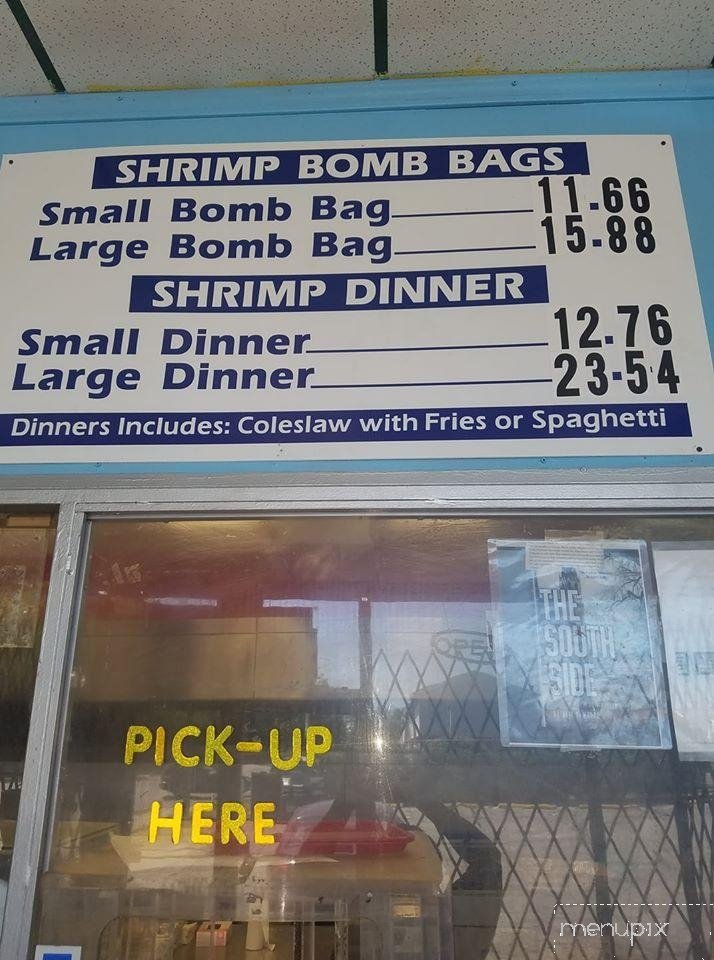 SHRIMP BOMB BAGS
Small Bomb Bag 11.66
Large Bomb Bag 15.88
SHRIMP DINNER
Small Dinner 12.76
Large Dinner 23.54
Dinners Includes: Coleslaw with Fries or Spaghetti
OPE
THE
SOUTH
SIDE
PICK-UP
HERE
menupix